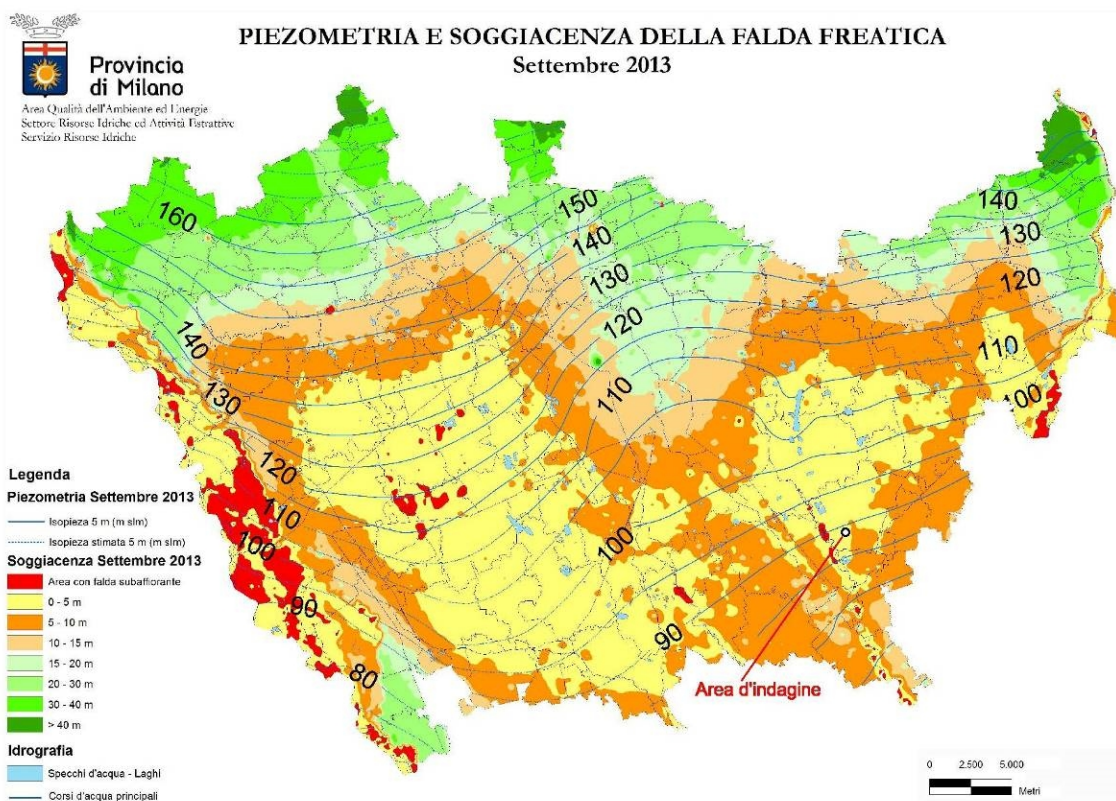 PIEZOMETRIA E SOGGIACENZA DELLA FALDA FREATICA
Settembre 2013
Provincia
di Milano
Area Qualità dell'Ambiente ed Energie
Settore Risorse Idriche ed Attività Estrattive
Servizio Risorse Idriche
160
150
140
130
120
110
140
130
120
110
100
140
130
120
110
100
90
80
100
90
Area d'indagine
Legenda
Piezometria Settembre 2013
Isopieza 5 m (m slm)
Isopieza stimata 5 m (m slm)
Soggiacenza Settembre 2013
Area con falda subaffiorante
0 - 5 m
5 - 10 m
10 - 15 m
15 - 20 m
20 - 30 m
30 - 40 m
> 40 m
Idrografia
Specchi d'acqua - Laghi
Corsi d'acqua principali
0 2.500 5.000
Metri